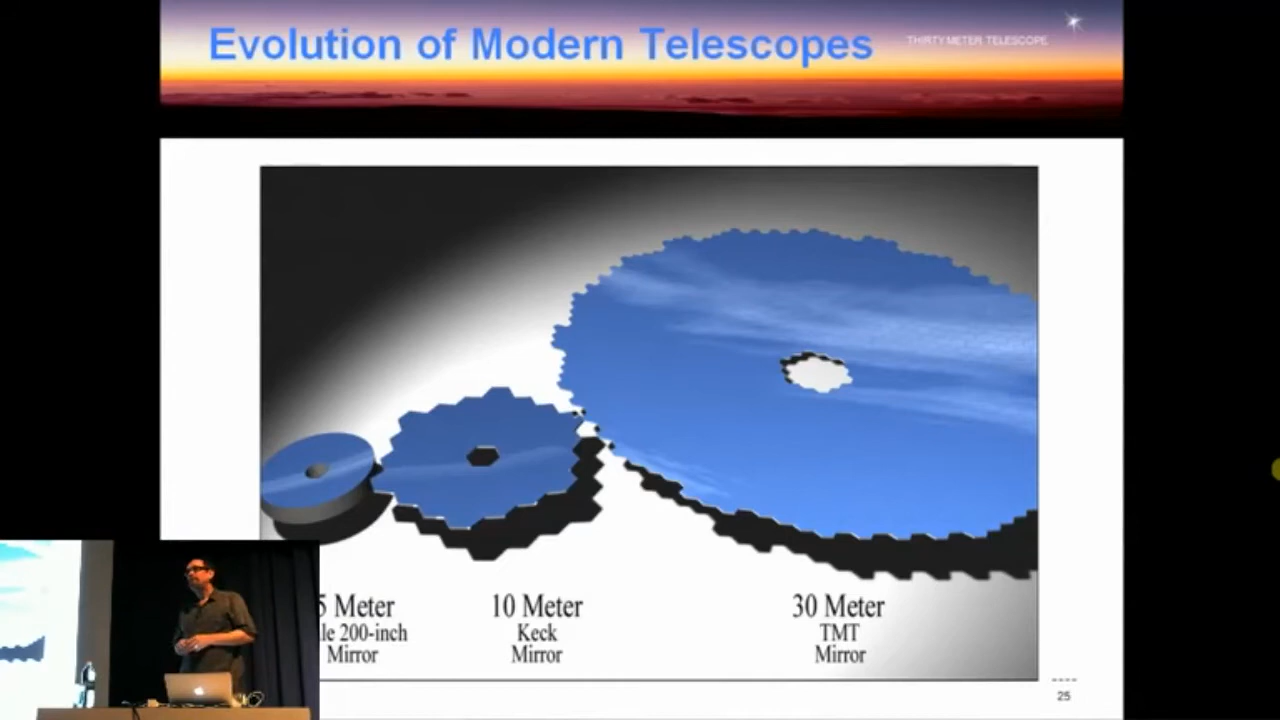 Evolution of Modern Telescopes
THIRTY METER TELESCOPE
5 Meter
le 200-inch
Mirror
10 Meter
Keck
Mirror
30 Meter
TMT
Mirror
25